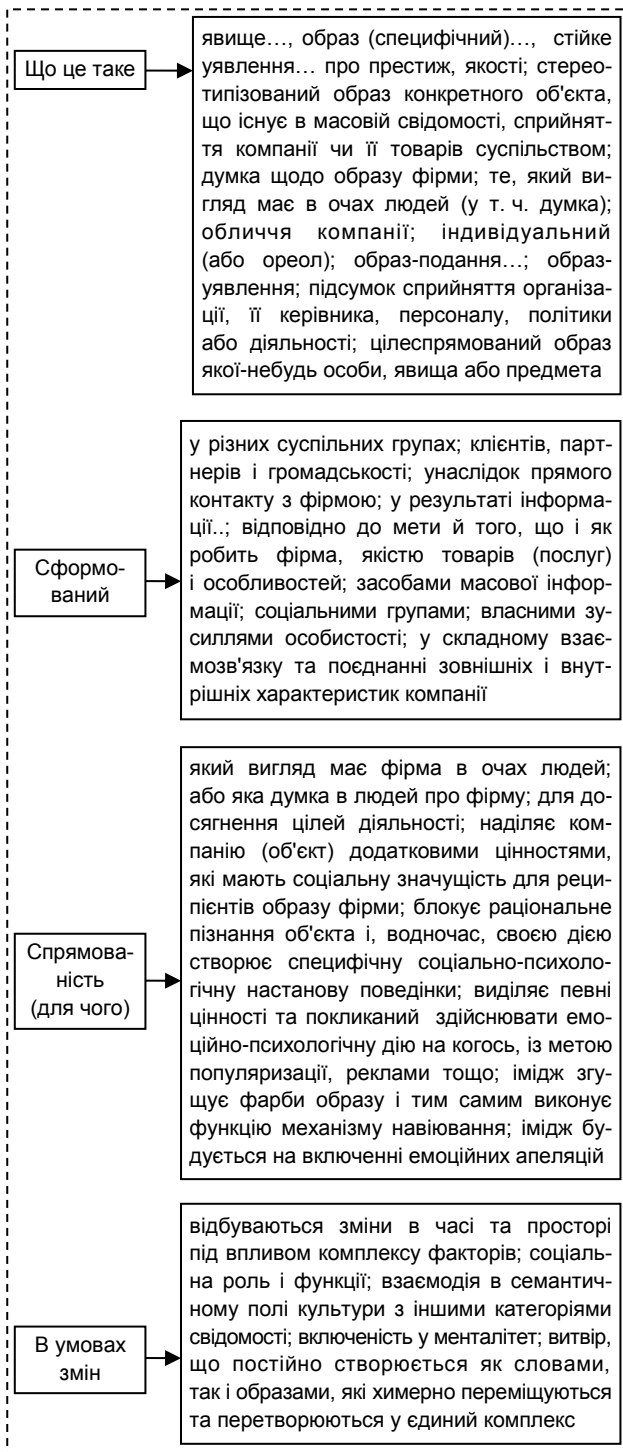 Що це таке
явище…, образ (специфічний)…, стійке
уявлення… про престиж, якості; стерео-
типізований образ конкретного об'єкта,
що існує в масовій свідомості, сприйнят-
тя компанії чи її товарів суспільством;
думка щодо образу фірми; те, який ви-
гляд має в очах людей (у т. ч. думка);
обличчя компанії; індивідуальний
(або ореол); образ-подання…; образ-
уявлення; підсумок сприйняття організа-
ції, її керівника, персоналу, політики
або діяльності; цілеспрямований образ
якої-небудь особи, явища або предмета
Сформо-
ваний
у різних суспільних групах; клієнтів, парт-
нерів і громадськості; унаслідок прямого
контакту з фірмою; у результаті інформа-
ції..; відповідно до мети й того, що і як
робить фірма, якістю товарів (послуг)
і особливостей; засобами масової інфор-
мації; соціальними групами; власними зу-
силлями особистості; у складному взає-
мозв'язку та поєднанні зовнішніх і внут-
рішніх характеристик компанії
Спрямова-
ність
(для чого)
який вигляд має фірма в очах людей;
або яка думка в людей про фірму; для до-
сягнення цілей діяльності; наділяє ком-
панію (об'єкт) додатковими цінностями,
які мають соціальну значущість для реци-
пієнтів образу фірми; блокує раціональне
пізнання об'єкта і, водночас, своєю дією
створює специфічну соціально-психоло-
гічну настанову поведінки; виділяє певні
цінності та покликаний здійснювати емо-
ційно-психологічну дію на когось, із метою
популяризації, реклами тощо; імідж згу-
щує фарби образу і тим самим виконує
функцію механізму навіювання; імідж бу-
дується на включенні емоційних апеляцій
В умовах
змін
відбуваються зміни в часі та просторі
під впливом комплексу факторів; соціаль-
на роль і функції; взаємодія в семантич-
ному полі культури з іншими категоріями
свідомості; включеність у менталітет; витвір,
що постійно створюється як словами,
так і образами, які химерно переміщуються
та перетворюються у єдиний комплекс